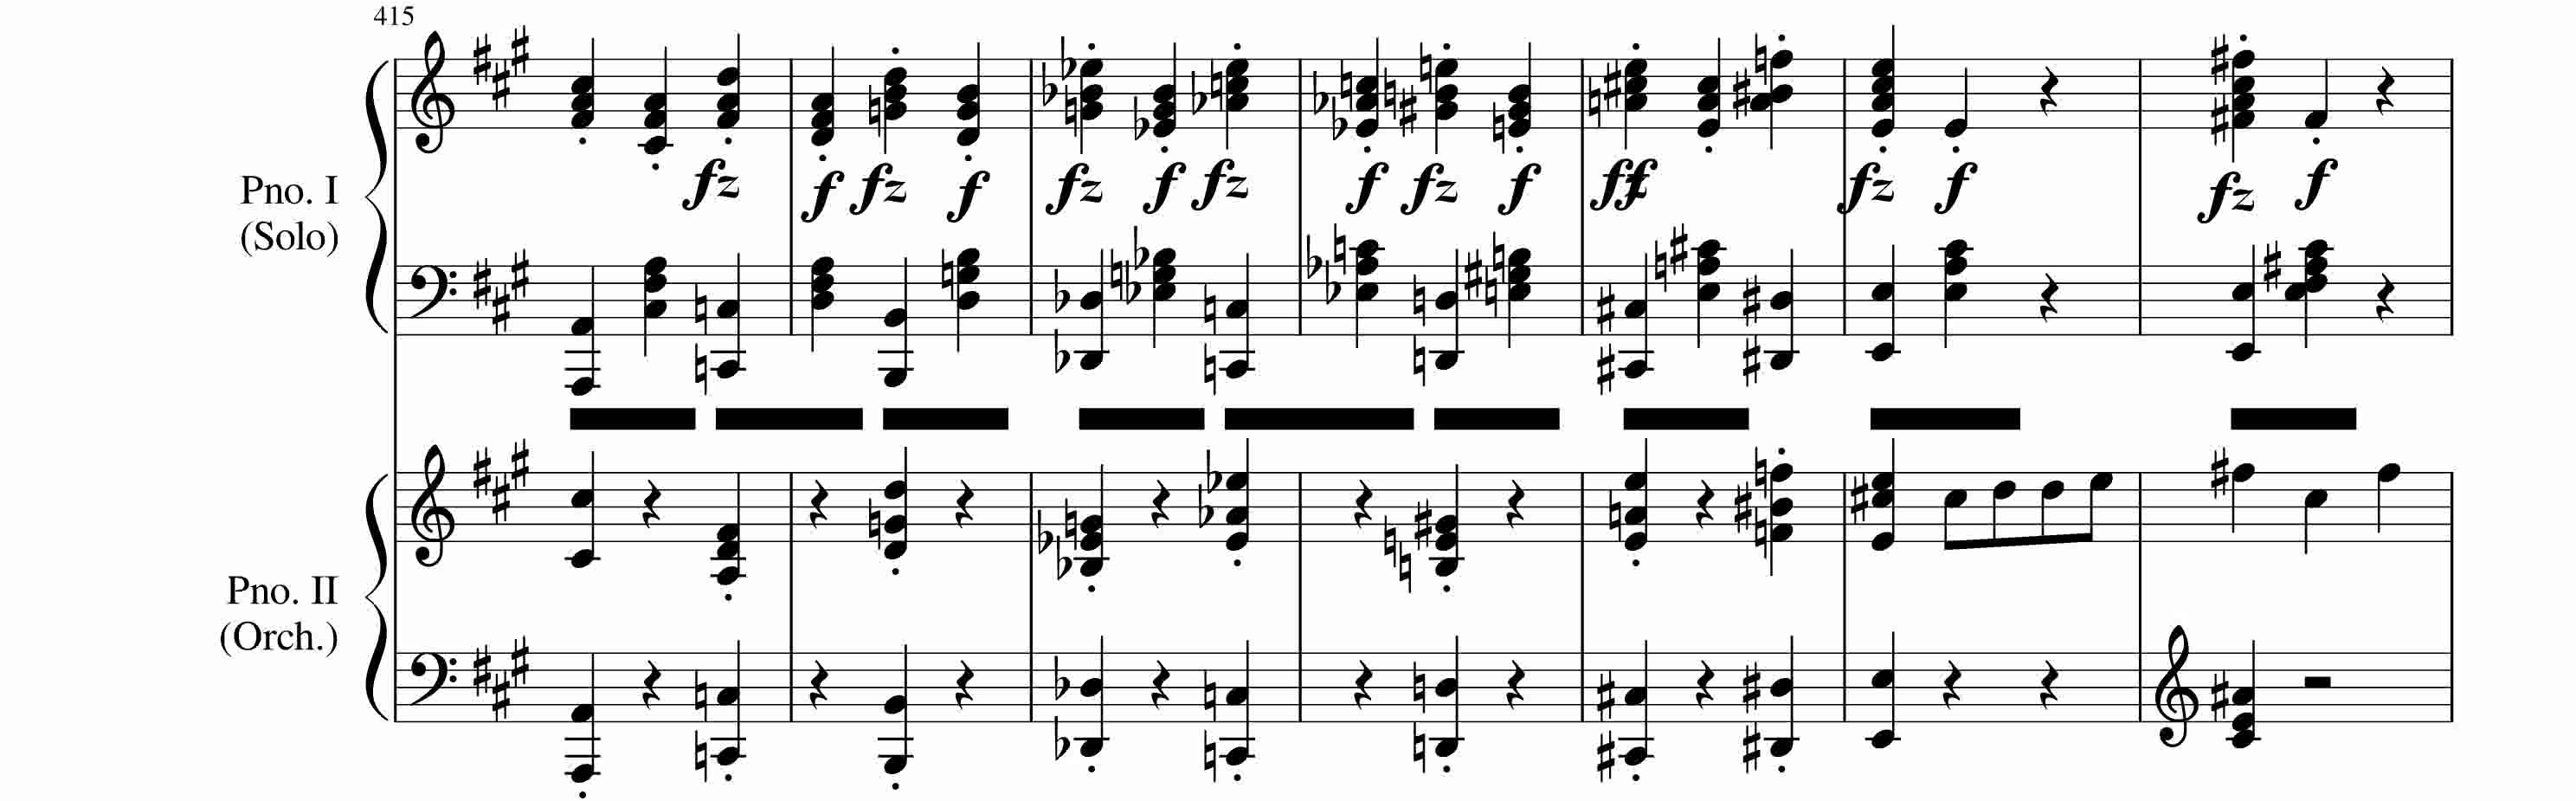 415
Pno. I
(Solo)
fz f fz f fz f fz f fz f ff fz f fz f
Pno. II
(Orch.)